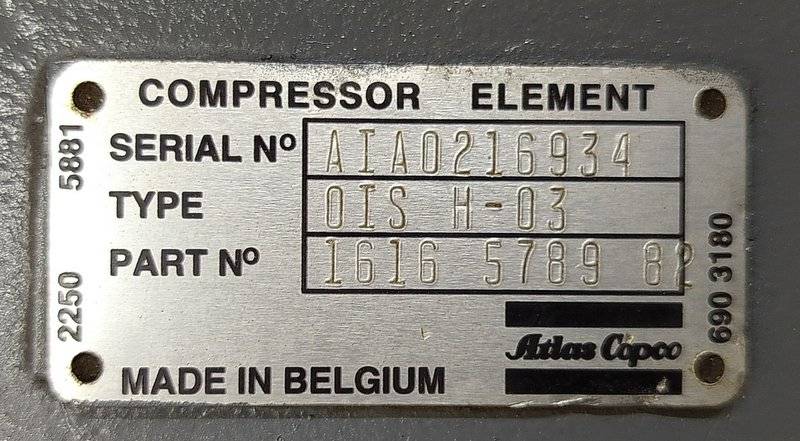 COMPRESSOR ELEMENT
SERIAL Nº AIA0216934
TYPE OIS H-03
PART Nº 1616 5789 82
Atlas Copco
MADE IN BELGIUM
2250 5881
690 3180